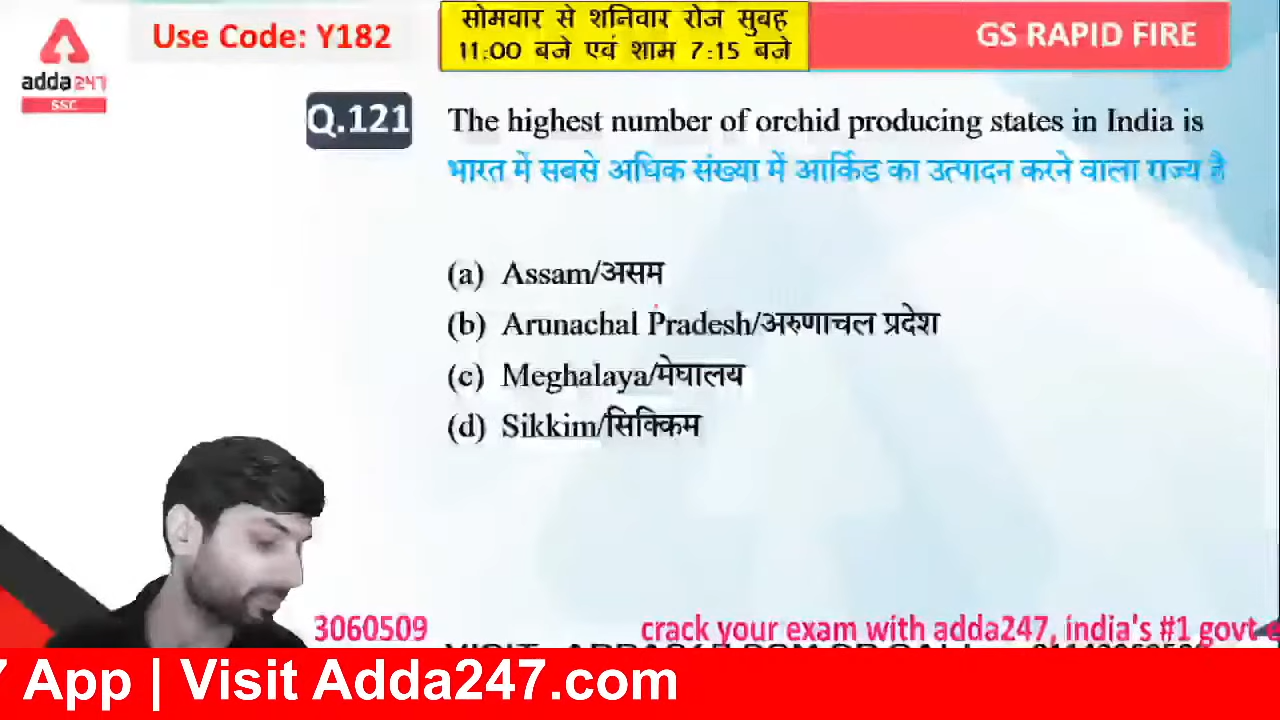 Use Code: Y182
सोमवार से शनिवार रोज सुबह
11:00 बजे एवं शाम 7:15 बजे
GS RAPID FIRE
adda247
SSC
Q.121
The highest number of orchid producing states in India is
भारत में सबसे अधिक संख्या में आर्किड का उत्पादन करने वाला राज्य है
(a) Assam/असम
(b) Arunachal Pradesh/अरुणाचल प्रदेश
(c) Meghalaya/मेघालय
(d) Sikkim/सिक्किम
3060509
crack your exam with adda247, india's #1 govt
App | Visit Adda247.com